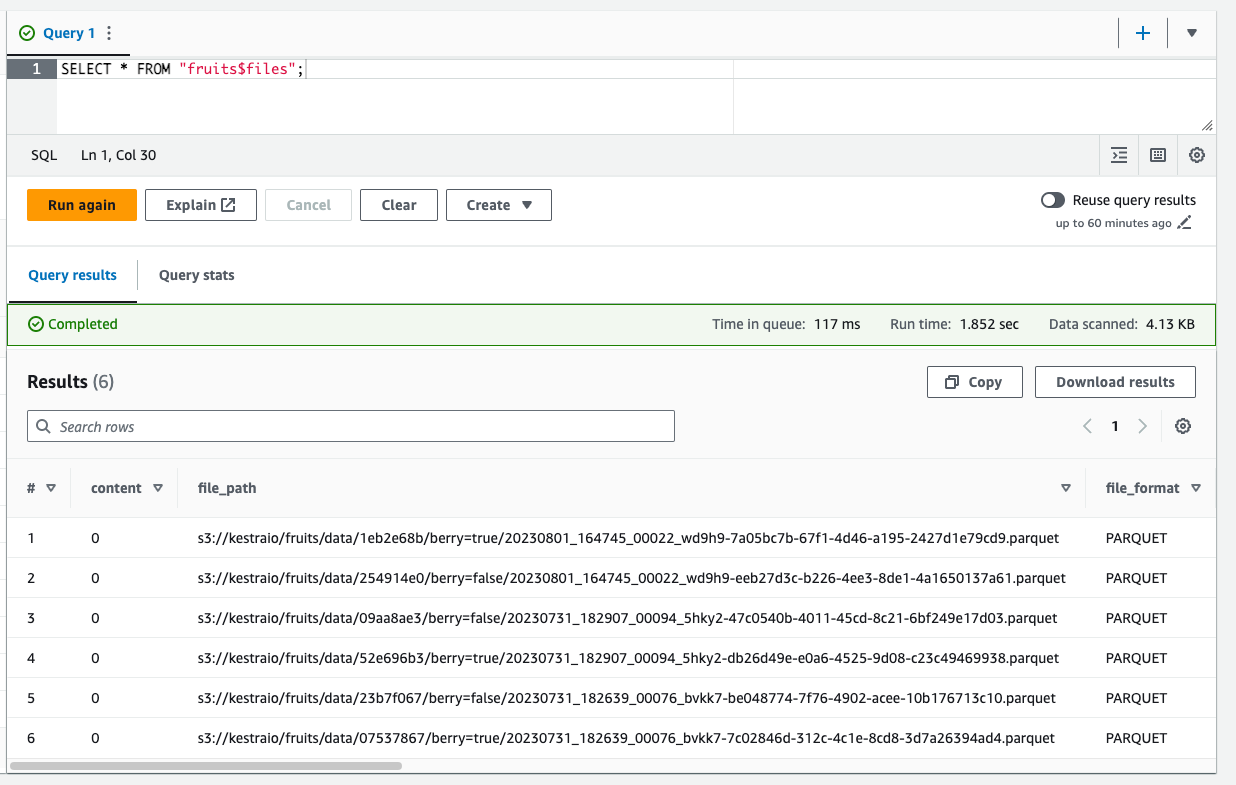 Query 1
1 SELECT * FROM "fruits$files";
SQL Ln 1, Col 30
Run again Explain Cancel Clear Create Reuse query results
up to 60 minutes ago
Query results Query stats
Completed Time in queue: 117 ms Run time: 1.852 sec Data scanned: 4.13 KB
Results (6) Copy Download results
Search rows 1
# content file_path file_format
1 0 s3://kestraio/fruits/data/1eb2e68b/berry=true/20230801_164745_00022_wd9h9-7a05bc7b-67f1-4d46-a195-2427d1e79cd9.parquet PARQUET
2 0 s3://kestraio/fruits/data/254914e0/berry=false/20230801_164745_00022_wd9h9-eeb27d3c-b226-4ee3-8de1-4a1650137a61.parquet PARQUET
3 0 s3://kestraio/fruits/data/09aa8ae3/berry=false/20230731_182907_00094_5hky2-47c0540b-4011-45cd-8c21-6bf249e17d03.parquet PARQUET
4 0 s3://kestraio/fruits/data/52e696b3/berry=true/20230731_182907_00094_5hky2-db26d49e-e0a6-4525-9d08-c23c49469938.parquet PARQUET
5 0 s3://kestraio/fruits/data/23b7f067/berry=false/20230731_182639_00076_bvkk7-be048774-7f76-4902-acee-10b176713c10.parquet PARQUET
6 0 s3://kestraio/fruits/data/07537867/berry=true/20230731_182639_00076_bvkk7-7c02846d-312c-4c1e-8cd8-3d7a26394ad4.parquet PARQUET